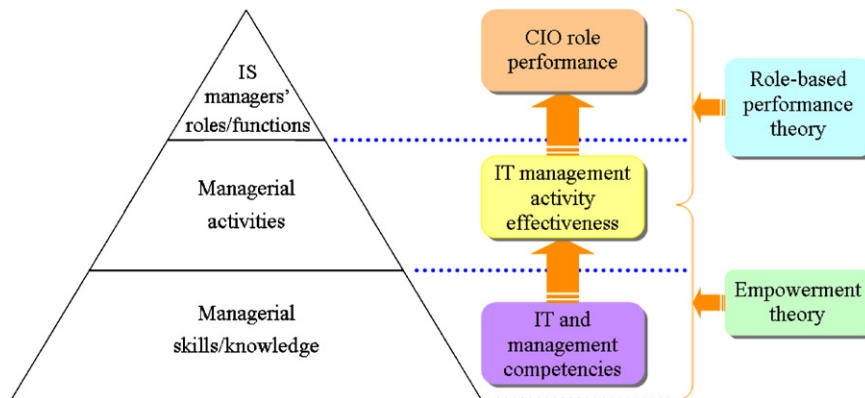 IS
managers'
roles/functions
Managerial
activities
Managerial
skills/knowledge
CIO role
performance
IT management
activity
effectiveness
IT and
management
competencies
Role-based
performance
theory
Empowerment
theory